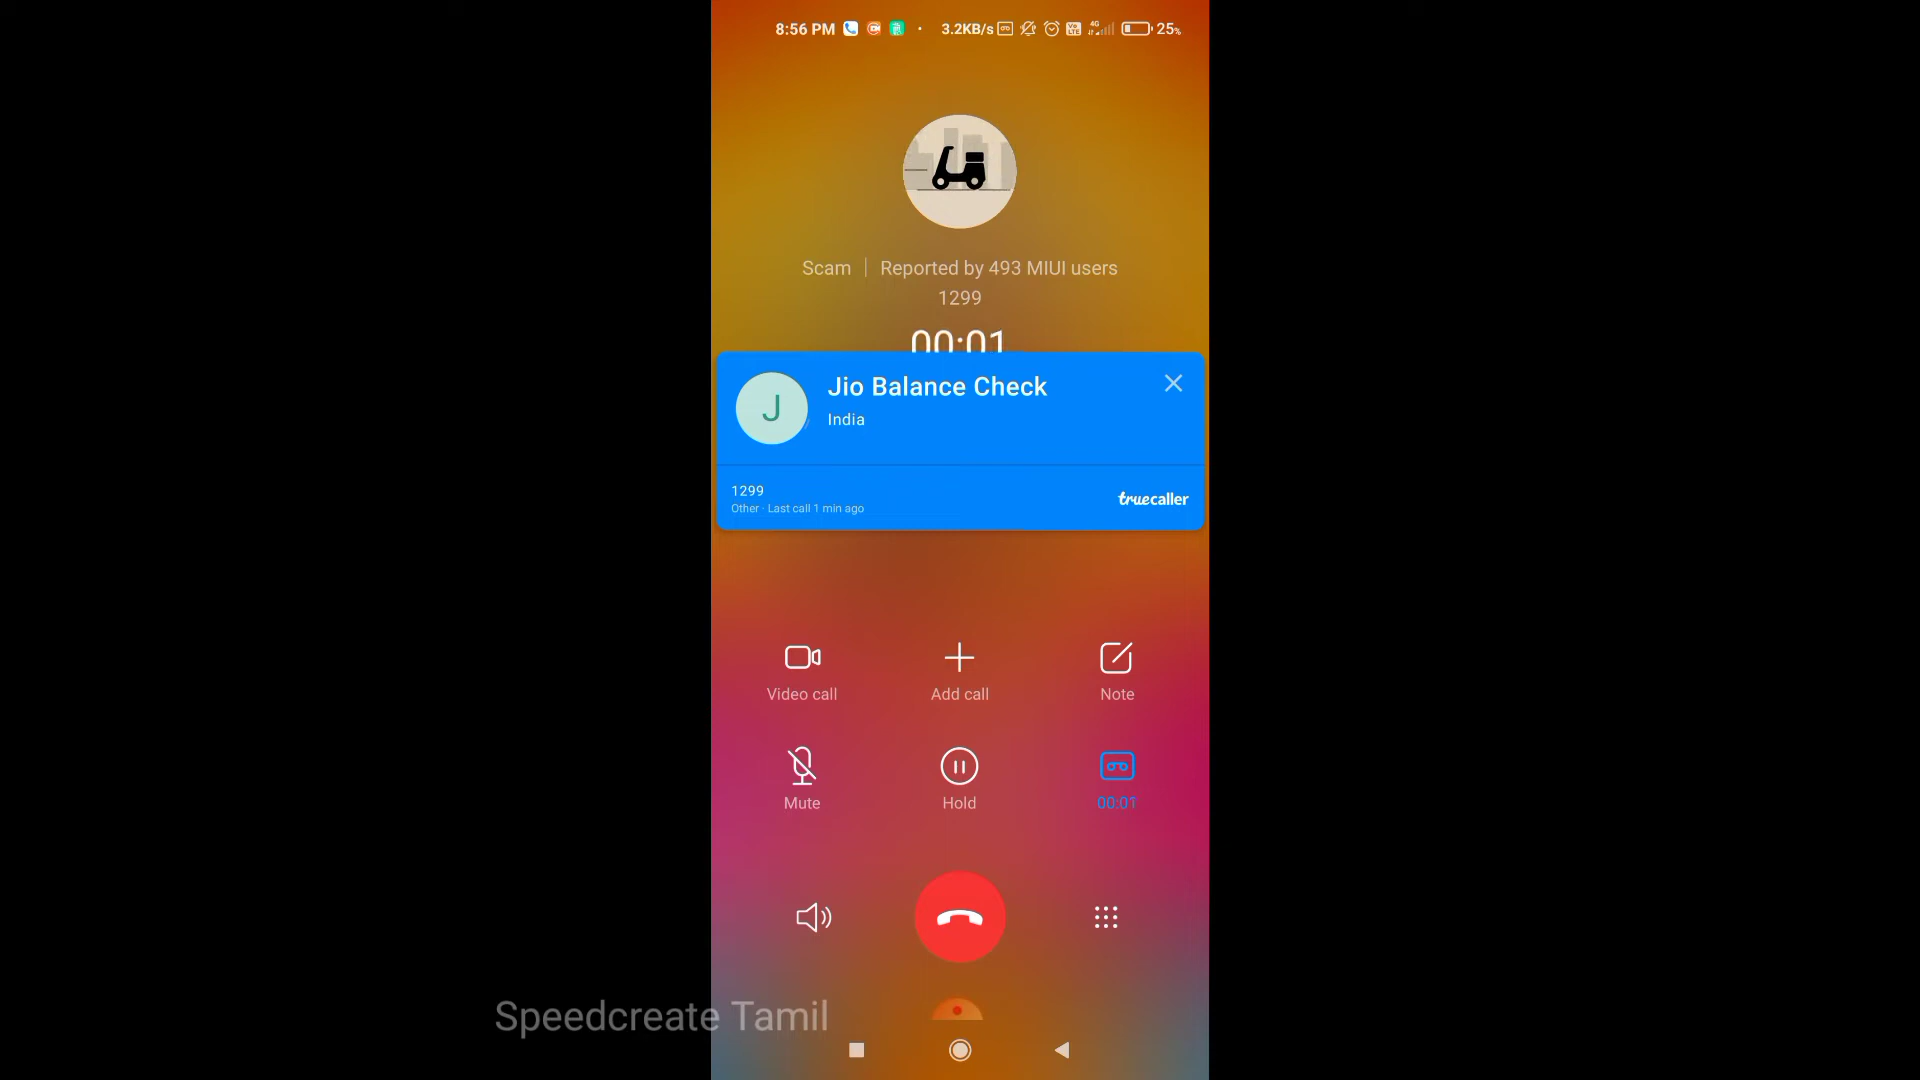 8:56 PM
3.2KB/s
4G
25%
Scam | Reported by 493 MIUI users
1299
00:01
J
Jio Balance Check
India
1299
Other · Last call 1 min ago
truecaller
Video call
Add call
Note
Mute
Hold
00:01
Speedcreate Tamil